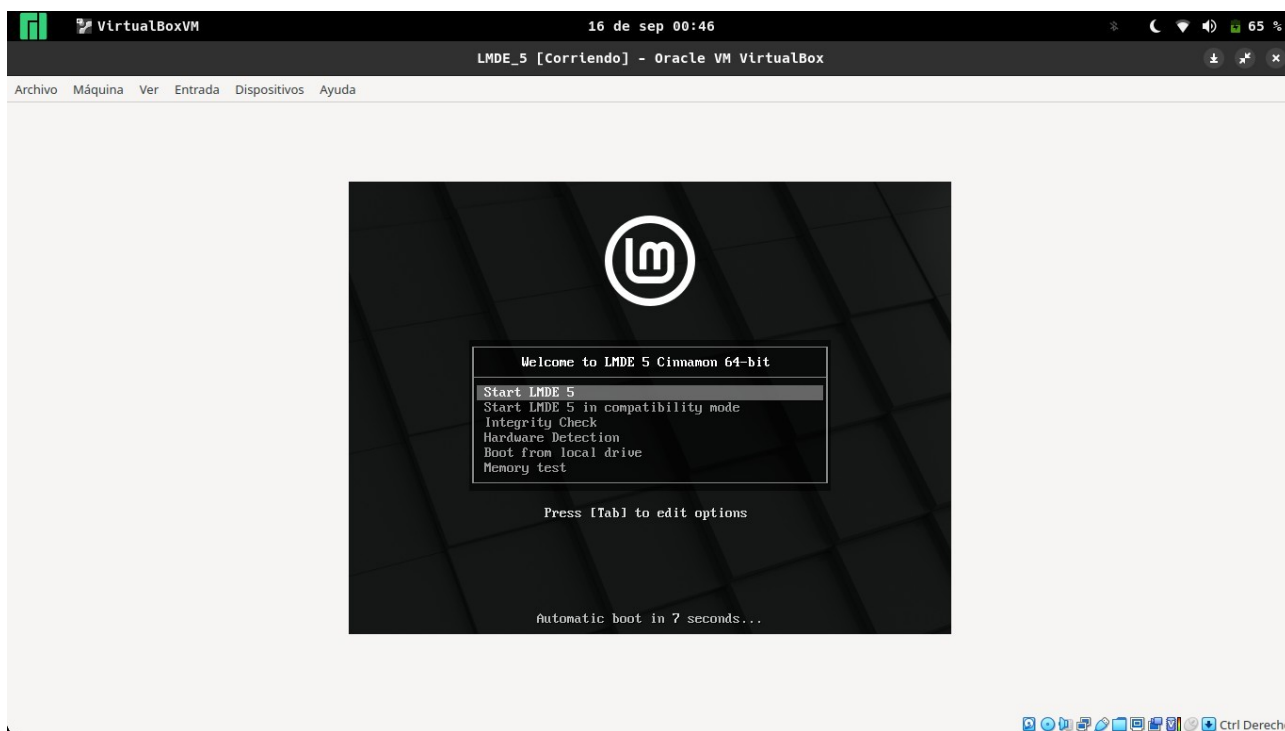 VirtualBoxVM 16 de sep 00:46 65 %
LMDE_5 [Corriendo] - Oracle VM VirtualBox
Archivo Máquina Ver Entrada Dispositivos Ayuda
lm
Welcome to LMDE 5 Cinnamon 64-bit
Start LMDE 5
Start LMDE 5 in compatibility mode
Integrity Check
Hardware Detection
Boot from local drive
Memory test
Press [Tab] to edit options
Automatic boot in 7 seconds...
Ctrl Derech